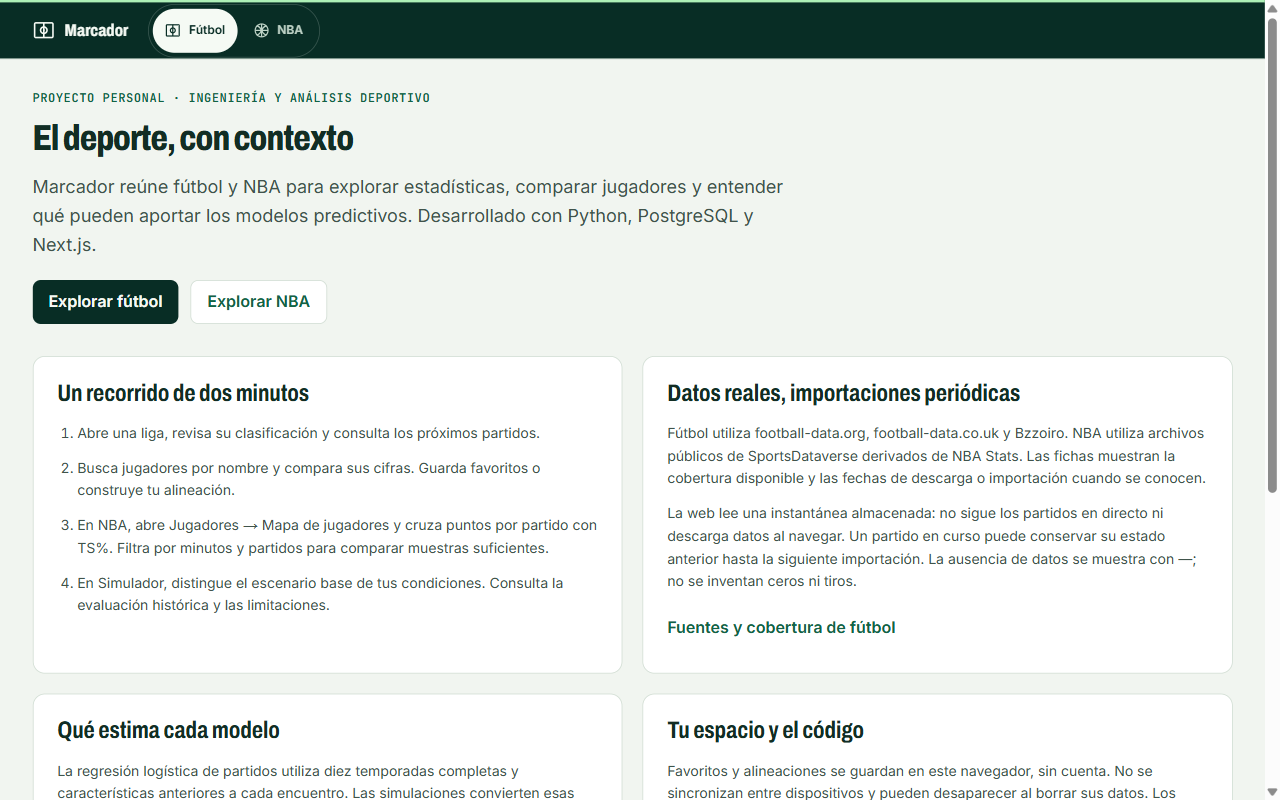 Marcador
Fútbol
NBA
PROYECTO PERSONAL · INGENIERÍA Y ANÁLISIS DEPORTIVO
El deporte, con contexto
Marcador reúne fútbol y NBA para explorar estadísticas, comparar jugadores y entender
qué pueden aportar los modelos predictivos. Desarrollado con Python, PostgreSQL y
Next.js.
Explorar fútbol
Explorar NBA
Un recorrido de dos minutos
1. Abre una liga, revisa su clasificación y consulta los próximos partidos.
2. Busca jugadores por nombre y compara sus cifras. Guarda favoritos o
construye tu alineación.
3. En NBA, abre Jugadores → Mapa de jugadores y cruza puntos por partido con
TS%. Filtra por minutos y partidos para comparar muestras suficientes.
4. En Simulador, distingue el escenario base de tus condiciones. Consulta la
evaluación histórica y las limitaciones.
Datos reales, importaciones periódicas
Fútbol utiliza football-data.org, football-data.co.uk y Bzzoiro. NBA utiliza archivos
públicos de SportsDataverse derivados de NBA Stats. Las fichas muestran la
cobertura disponible y las fechas de descarga o importación cuando se conocen.
La web lee una instantánea almacenada: no sigue los partidos en directo ni
descarga datos al navegar. Un partido en curso puede conservar su estado
anterior hasta la siguiente importación. La ausencia de datos se muestra con —;
no se inventan ceros ni tiros.
Fuentes y cobertura de fútbol
Qué estima cada modelo
La regresión logística de partidos utiliza diez temporadas completas y
características anteriores a cada encuentro. Las simulaciones convierten esas
Tu espacio y el código
Favoritos y alineaciones se guardan en este navegador, sin cuenta. No se
sincronizan entre dispositivos y pueden desaparecer al borrar sus datos. Los